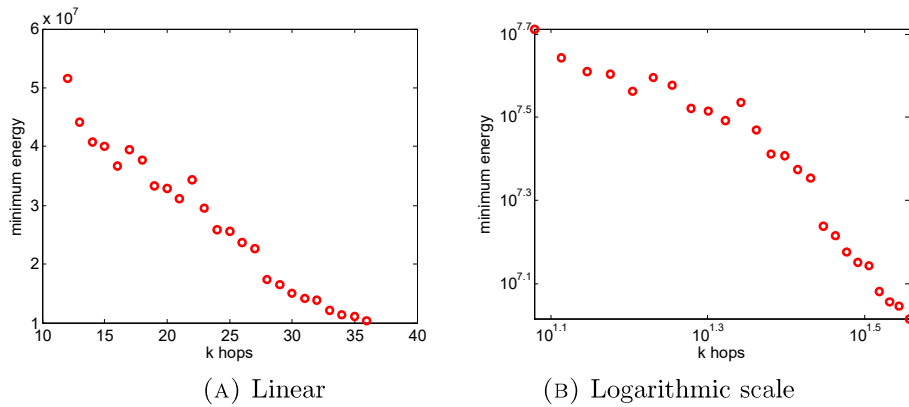 6 x 10^7
5
4
3
2
1
10 15 20 25 30 35 40
minimum energy
k hops
(A) Linear
10^7.7
10^7.5
10^7.3
10^7.1
10^1.1 10^1.3 10^1.5
minimum energy
k hops
(B) Logarithmic scale